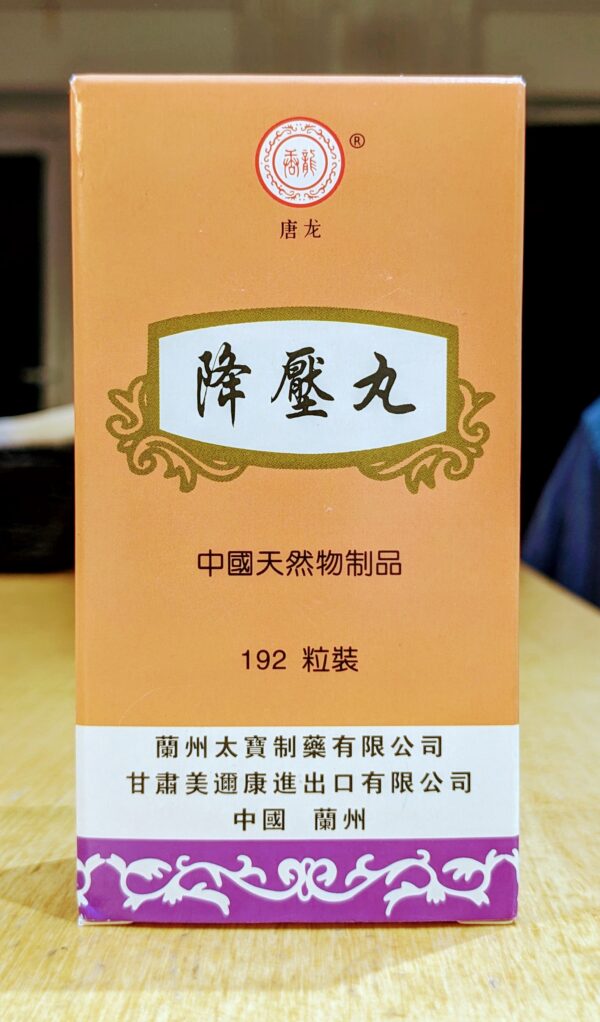 ®
唐龙
降壓丸
中國天然物制品
192 粒裝
蘭州太寶制藥有限公司
甘肅美邇康進出口有限公司
中國 蘭州